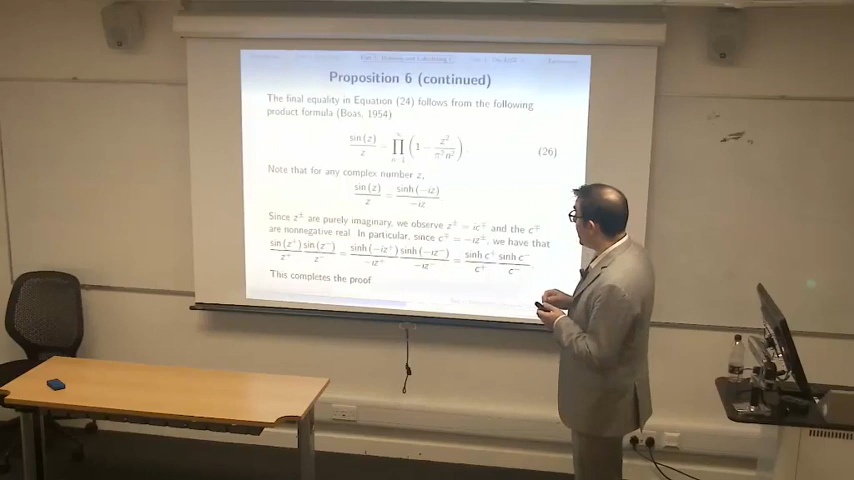 Proposition 6 (continued)
The final equality in Equation (24) follows from the following
product formula (Boas, 1954)
sin (z) / z = ∏ (1 − z² / π²n²) (26)
Note that for any complex number z,
sin (z) / z = sinh (−iz) / −iz
Since z± are purely imaginary, we observe z± = ic∓ and the c∓
are nonnegative real In particular, since c∓ = −iz±, we have that
sin (z⁺) / z⁺ sin (z⁻) / z⁻ = sinh (−iz⁺) / −iz⁺ sinh (−iz⁻) / −iz⁻ = sinh c⁺ / c⁺ sinh c⁻ / c⁻
This completes the proof